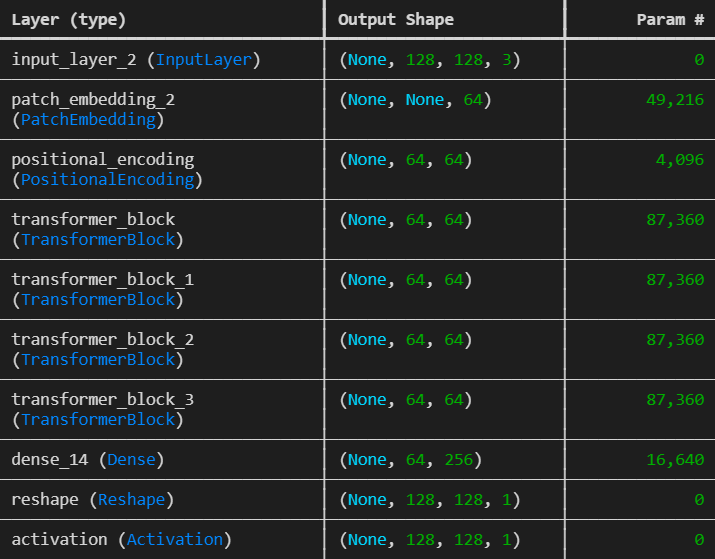 Layer (type) Output Shape Param #
input_layer_2 (InputLayer) (None, 128, 128, 3) 0
patch_embedding_2 (None, None, 64) 49,216
(PatchEmbedding)
positional_encoding (None, 64, 64) 4,096
(PositionalEncoding)
transformer_block (None, 64, 64) 87,360
(TransformerBlock)
transformer_block_1 (None, 64, 64) 87,360
(TransformerBlock)
transformer_block_2 (None, 64, 64) 87,360
(TransformerBlock)
transformer_block_3 (None, 64, 64) 87,360
(TransformerBlock)
dense_14 (Dense) (None, 64, 256) 16,640
reshape (Reshape) (None, 128, 128, 1) 0
activation (Activation) (None, 128, 128, 1) 0